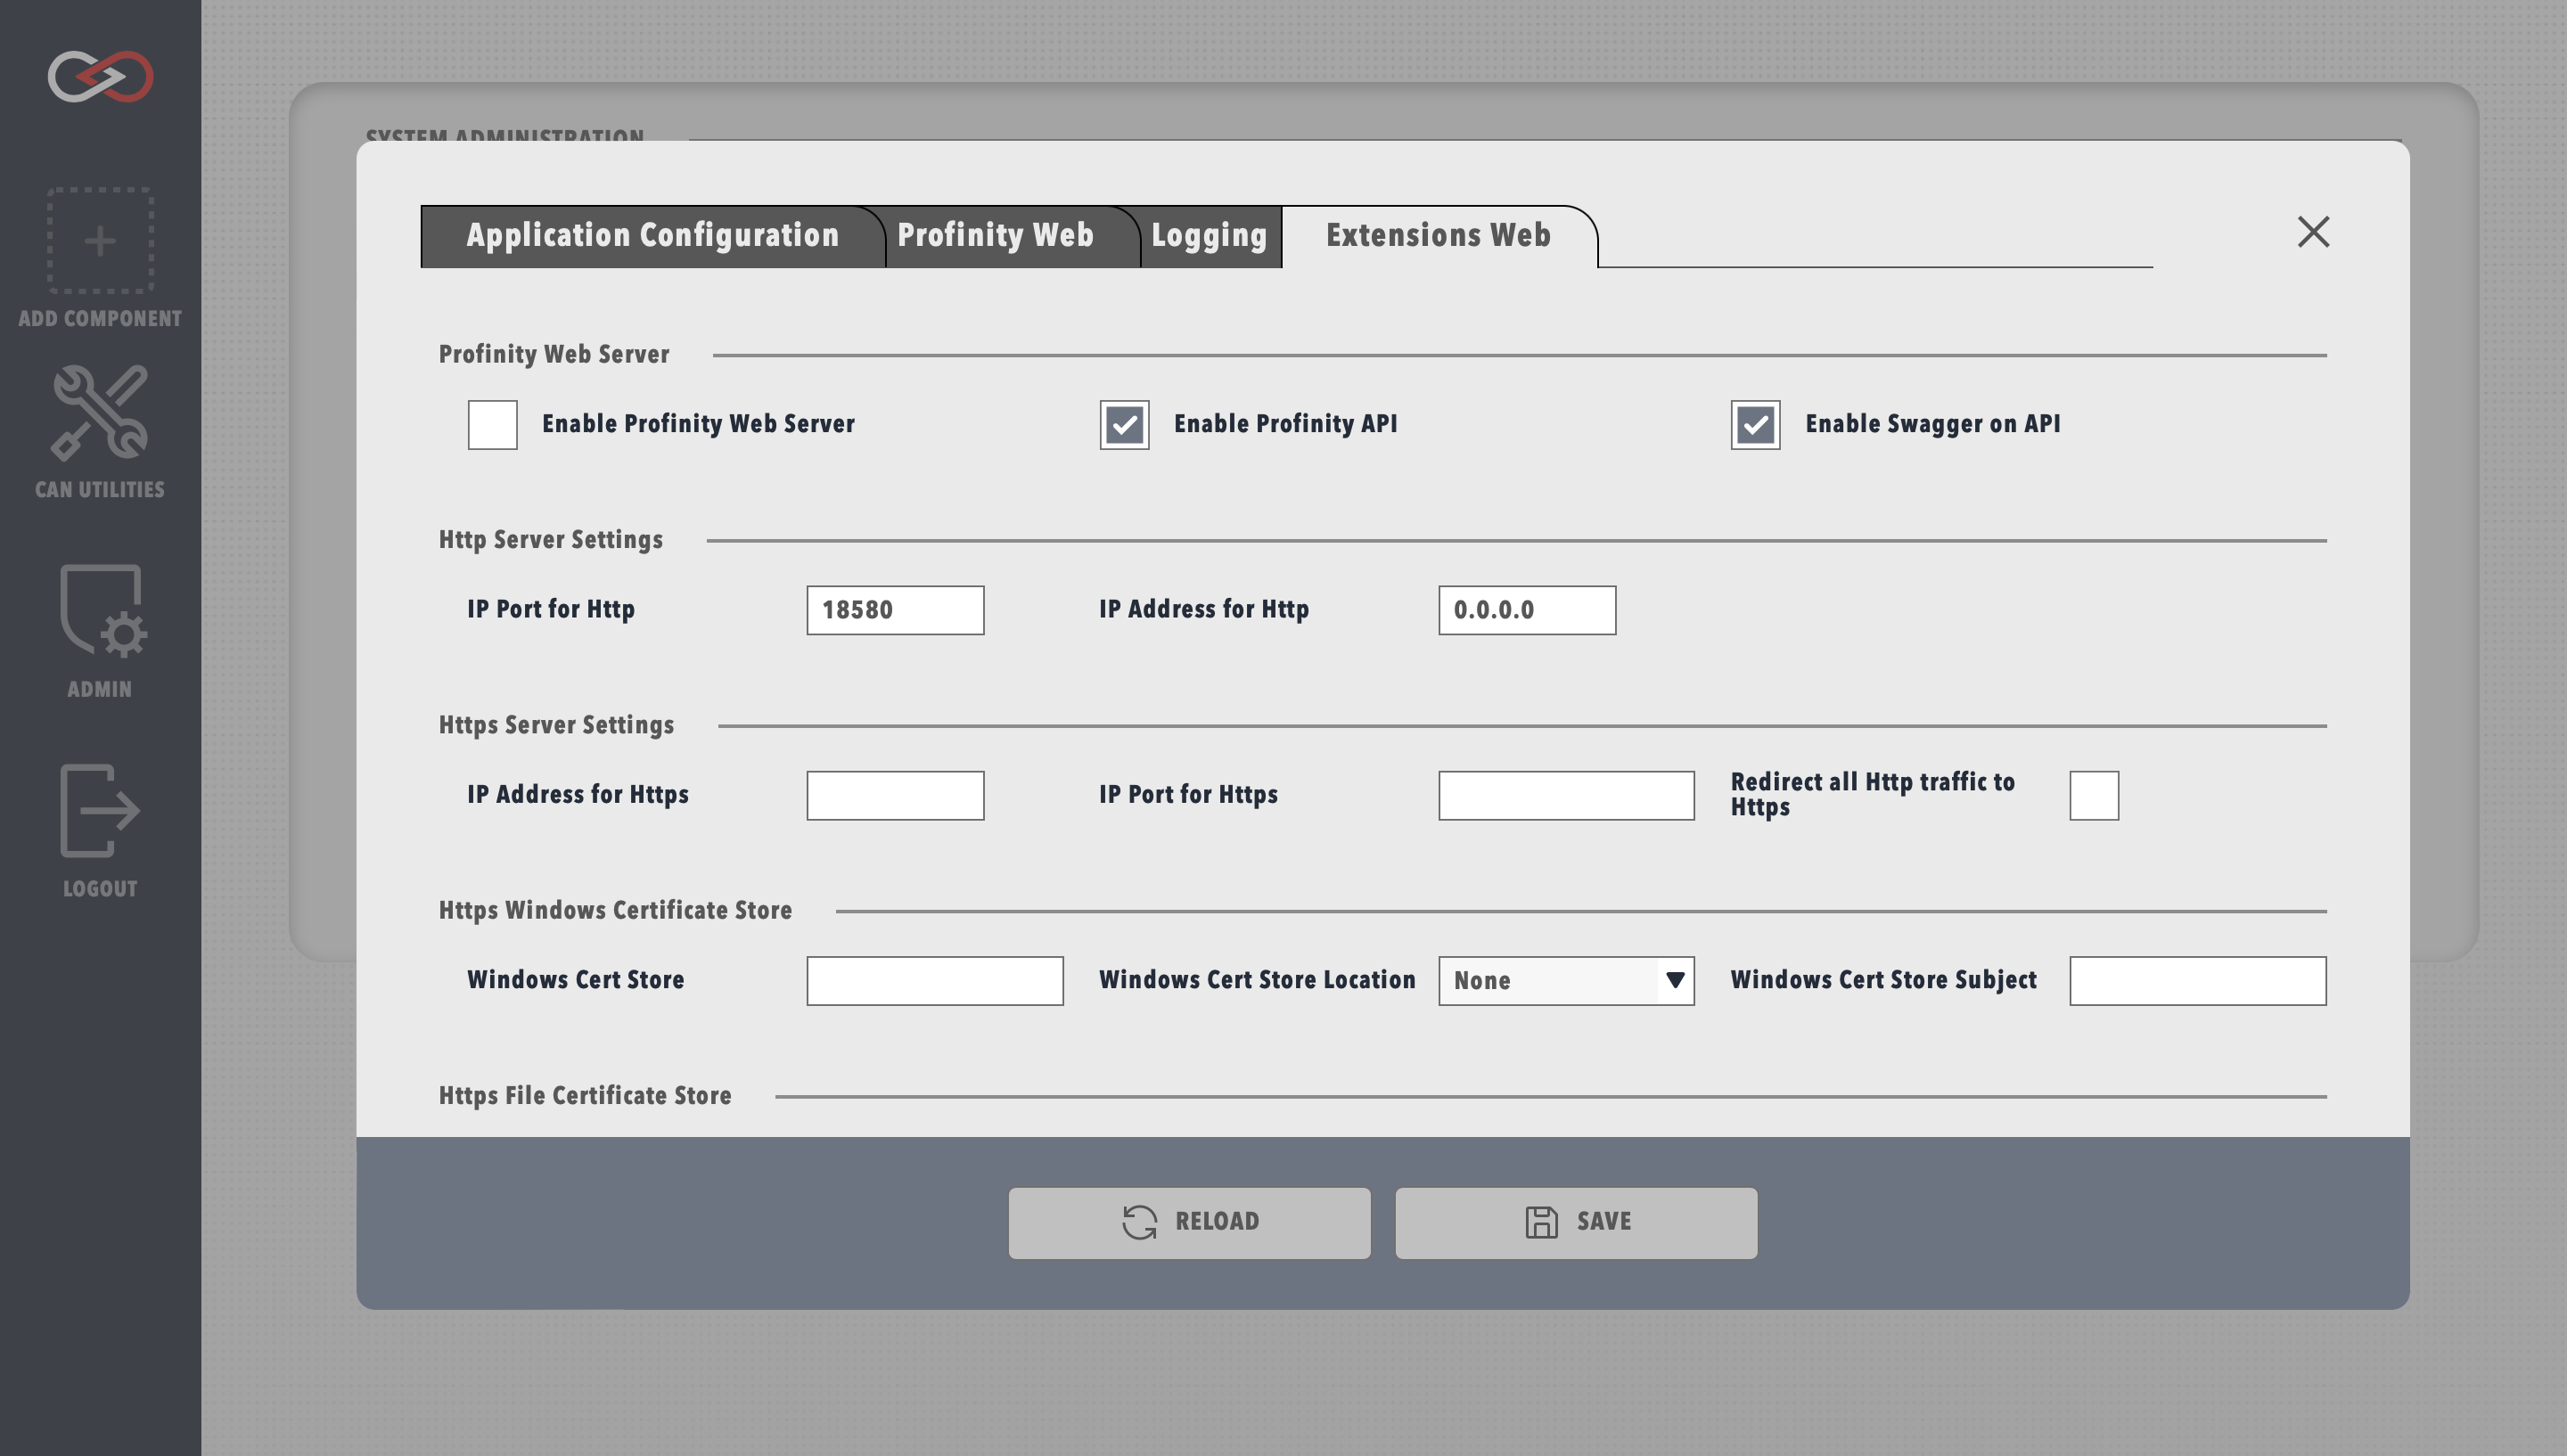 SYSTEM ADMINISTRATION
Application Configuration
Profinity Web
Logging
Extensions Web
ADD COMPONENT
CAN UTILITIES
ADMIN
LOGOUT
Profinity Web Server
Enable Profinity Web Server
Enable Profinity API
Enable Swagger on API
Http Server Settings
IP Port for Http
18580
IP Address for Http
0.0.0.0
Https Server Settings
IP Address for Https
IP Port for Https
Redirect all Http traffic to
Https
Https Windows Certificate Store
Windows Cert Store
Windows Cert Store Location
None
Windows Cert Store Subject
Https File Certificate Store
RELOAD
SAVE